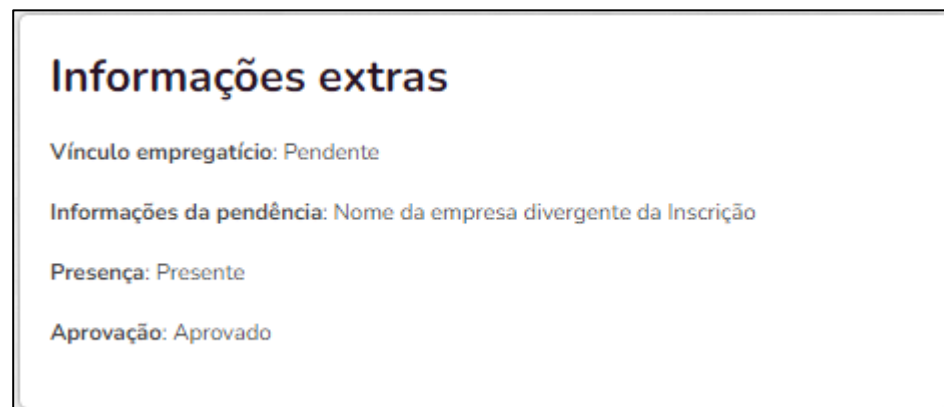 Informações extras
Vínculo empregatício: Pendente
Informações da pendência: Nome da empresa divergente da Inscrição
Presença: Presente
Aprovação: Aprovado